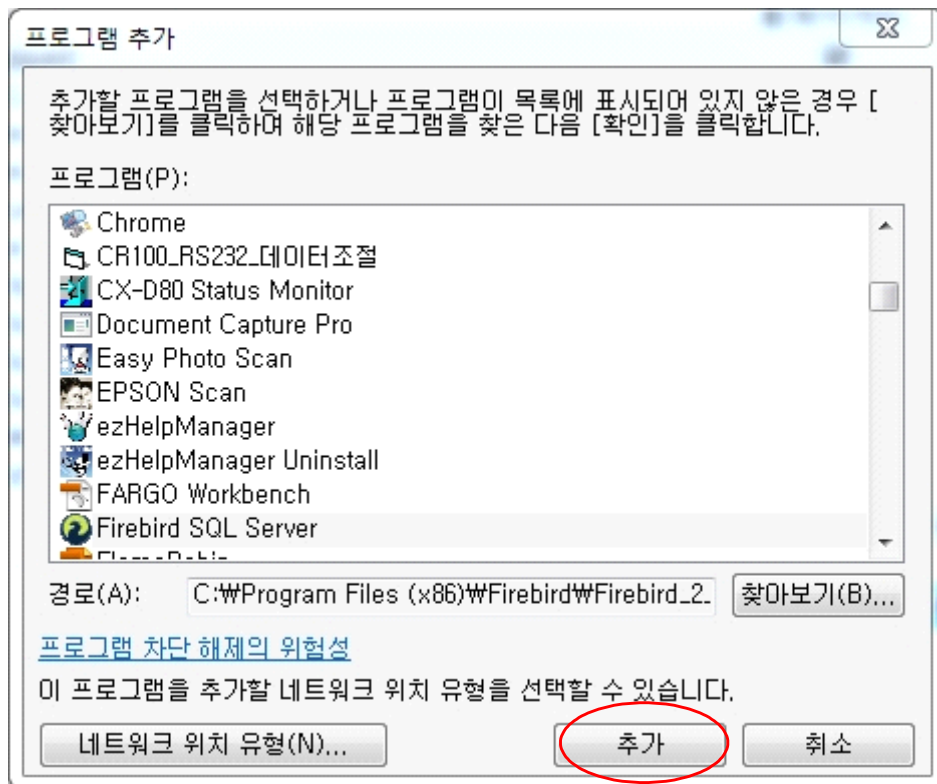 프로그램 추가
추가할 프로그램을 선택하거나 프로그램이 목록에 표시되어 있지 않은 경우 [
찾아보기]를 클릭하여 해당 프로그램을 찾은 다음 [확인]을 클릭합니다.
프로그램(P):
Chrome
CR100_RS232_데이터조절
CX-D80 Status Monitor
Document Capture Pro
Easy Photo Scan
EPSON Scan
ezHelpManager
ezHelpManager Uninstall
FARGO Workbench
Firebird SQL Server
경로(A): C:₩Program Files (x86)₩Firebird₩Firebird_2. 찾아보기(B)...
프로그램 차단 해제의 위험성
이 프로그램을 추가할 네트워크 위치 유형을 선택할 수 있습니다.
네트워크 위치 유형(N)... 추가 취소